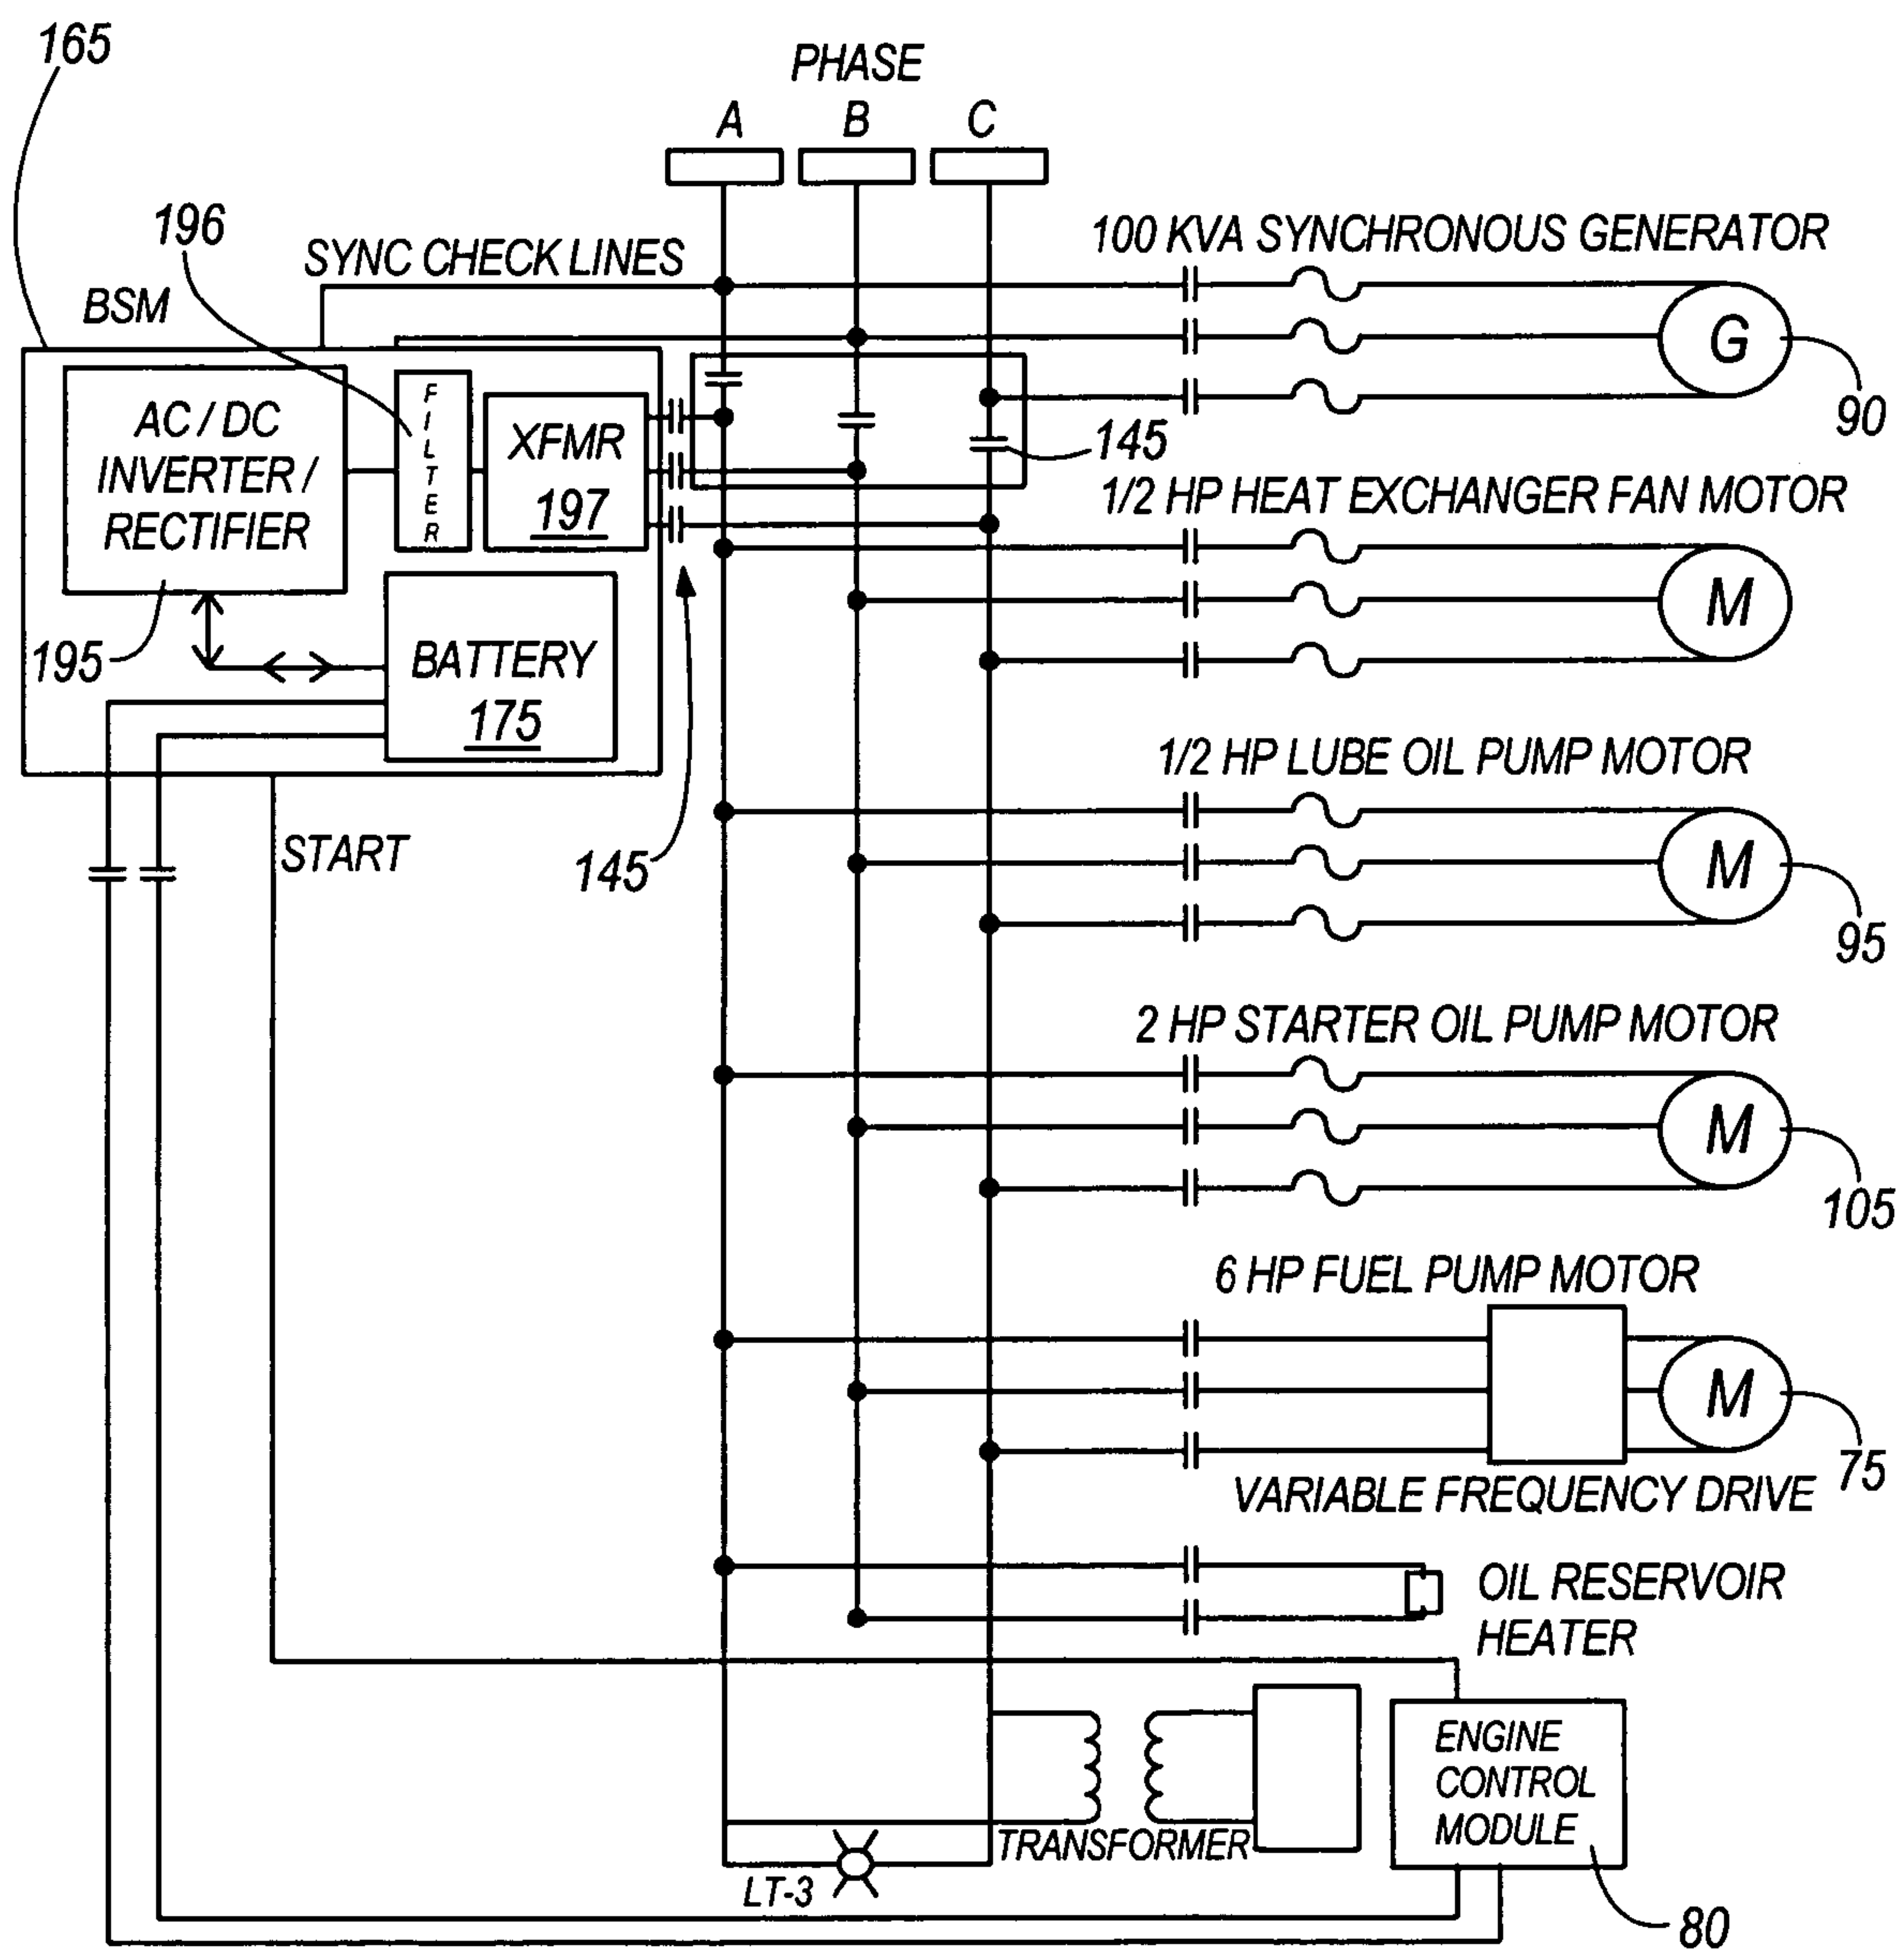 165
PHASE
A B C
196
SYNC CHECK LINES
100 KVA SYNCHRONOUS GENERATOR
BSM
G
90
AC / DC
INVERTER /
RECTIFIER
FILTER
XFMR
197
145
1/2 HP HEAT EXCHANGER FAN MOTOR
M
195
BATTERY
175
1/2 HP LUBE OIL PUMP MOTOR
START
145
M
95
2 HP STARTER OIL PUMP MOTOR
M
105
6 HP FUEL PUMP MOTOR
M
75
VARIABLE FREQUENCY DRIVE
OIL RESERVOIR
HEATER
ENGINE
CONTROL
MODULE
TRANSFORMER
LT-3
80